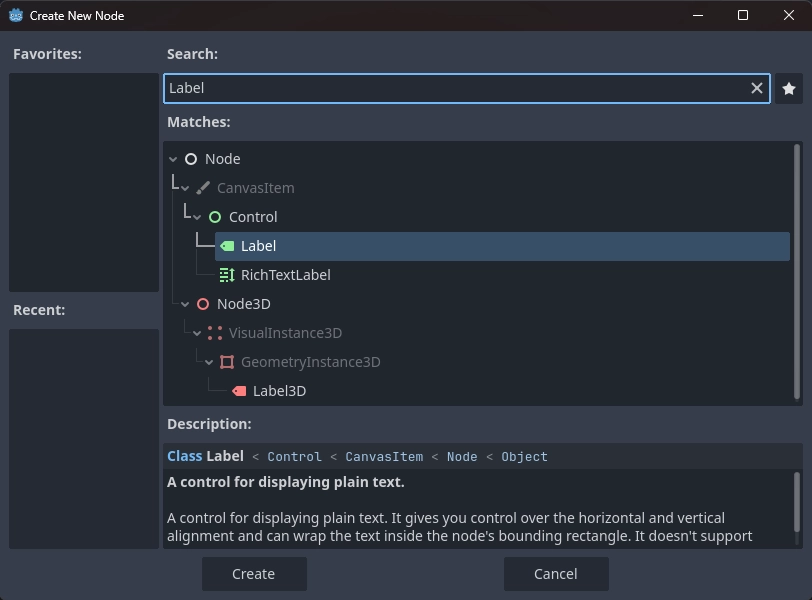 Create New Node
Favorites:
Search:
Label
Matches:
Node
CanvasItem
Control
Label
RichTextLabel
Recent:
Node3D
VisualInstance3D
GeometryInstance3D
Label3D
Description:
Class Label < Control < CanvasItem < Node < Object
A control for displaying plain text.
A control for displaying plain text. It gives you control over the horizontal and vertical
alignment and can wrap the text inside the node's bounding rectangle. It doesn't support
Create
Cancel